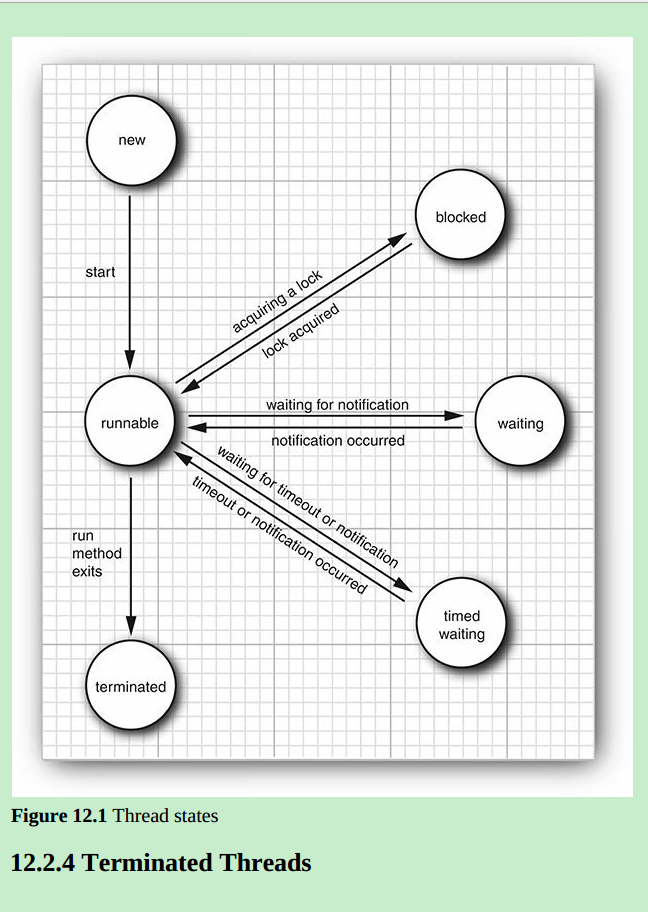 new
blocked
start
acquiring a lock
lock acquired
runnable
waiting for notification
notification occurred
waiting
waiting for timeout or notification
timeout or notification occurred
run
method
exits
timed
waiting
terminated
Figure 12.1 Thread states
12.2.4 Terminated Threads